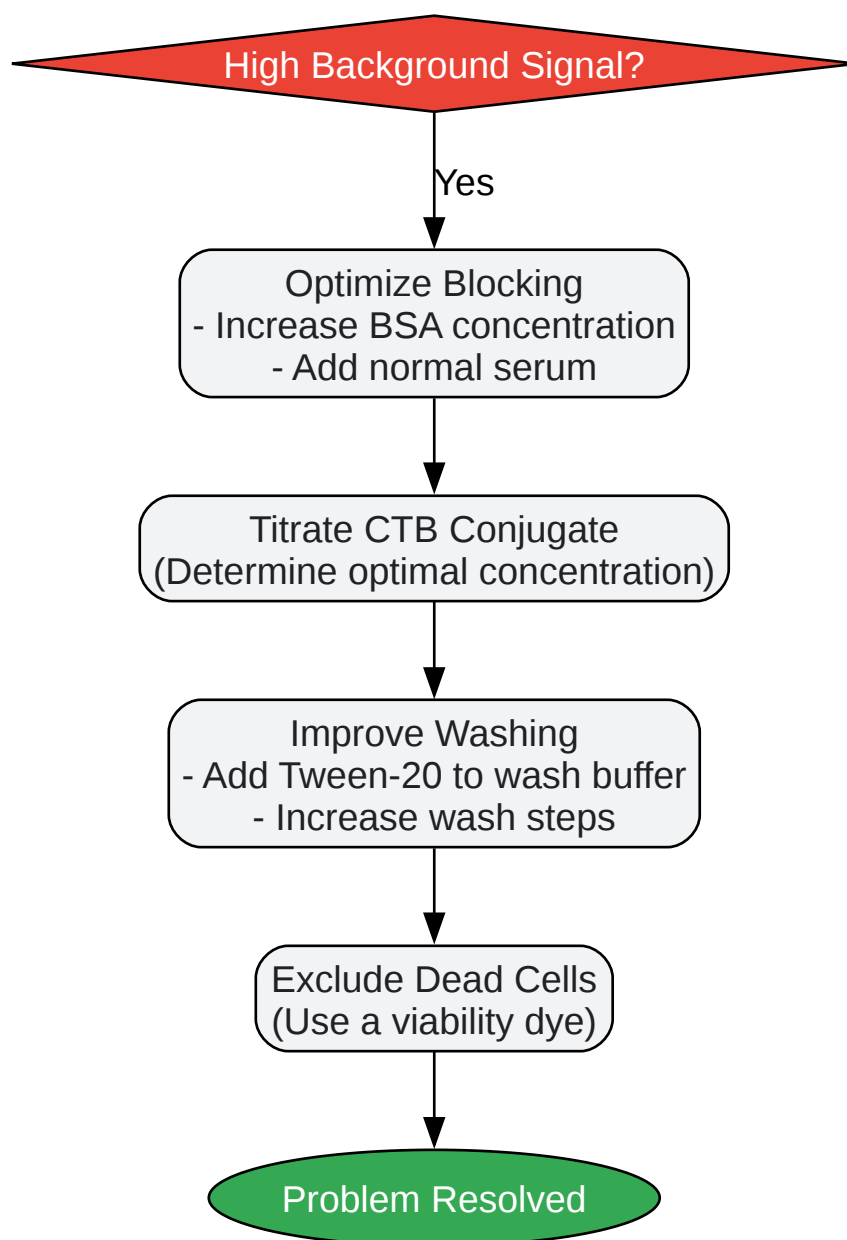 High Background Signal?
Yes
Optimize Blocking
- Increase BSA concentration
- Add normal serum
Titrate CTB Conjugate
(Determine optimal concentration)
Improve Washing
- Add Tween-20 to wash buffer
- Increase wash steps
Exclude Dead Cells
(Use a viability dye)
Problem Resolved